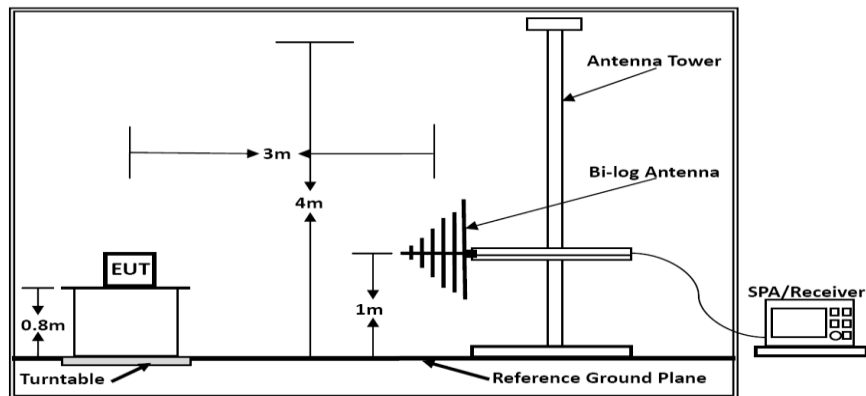 Antenna Tower
3m
Bi-log Antenna
4m
EUT
1m
SPA/Receiver
0.8m
Turntable
Reference Ground Plane